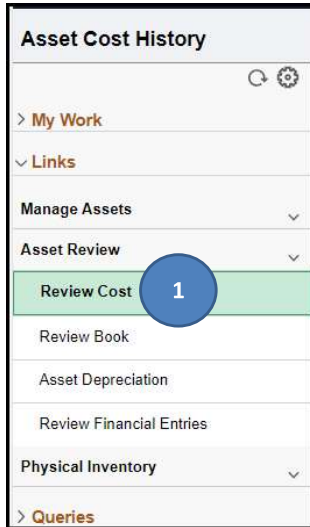 Asset Cost History
> My Work
Links
Manage Assets
Asset Review
Review Cost 1
Review Book
Asset Depreciation
Review Financial Entries
Physical Inventory
> Queries